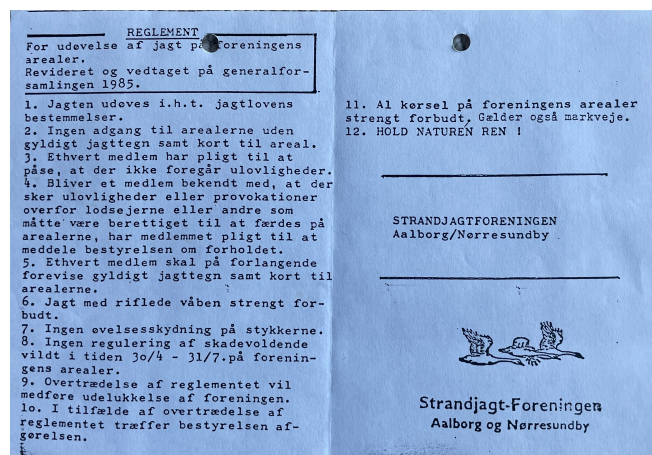 REGLEMENT
For udøvelse af jagt på foreningens
arealer.
Revideret og vedtaget på generalfor-
samlingen 1985.
1. Jagten udøves i.h.t. jagtlovens
bestemmelser.
2. Ingen adgang til arealerne uden
gyldigt jagttegn samt kort til areal.
3. Ethvert medlem har pligt til at
påse, at der ikke foregår ulovligheder.
4. Bliver et medlem bekendt med, at der
sker ulovligheder eller provokationer
overfor lodsejerne eller andre som
måtte være berettiget til at færdes på
arealerne, har medlemmet pligt til at
meddele bestyrelsen om forholdet.
5. Ethvert medlem skal på forlangende
forevise gyldigt jagttegn samt kort til
arealerne.
6. Jagt med riflede våben strengt for-
budt.
7. Ingen øvelsesskydning på stykkerne.
8. Ingen regulering af skadevoldende
vildt i tiden 3o/4 - 31/7.på forenin-
gens arealer.
9. Overtrædelse af reglementet vil
medføre udelukkelse af foreningen.
1o. I tilfælde af overtrædelse af
reglementet træffer bestyrelsen af-
gørelsen.
11. Al kørsel på foreningens arealer
strengt forbudt. Gælder også markveje.
12. HOLD NATUREN REN !
STRANDJAGTFORENINGEN
Aalborg/Nørresundby .
Strandjagt-Foreningen
Aalborg og Nørresundby